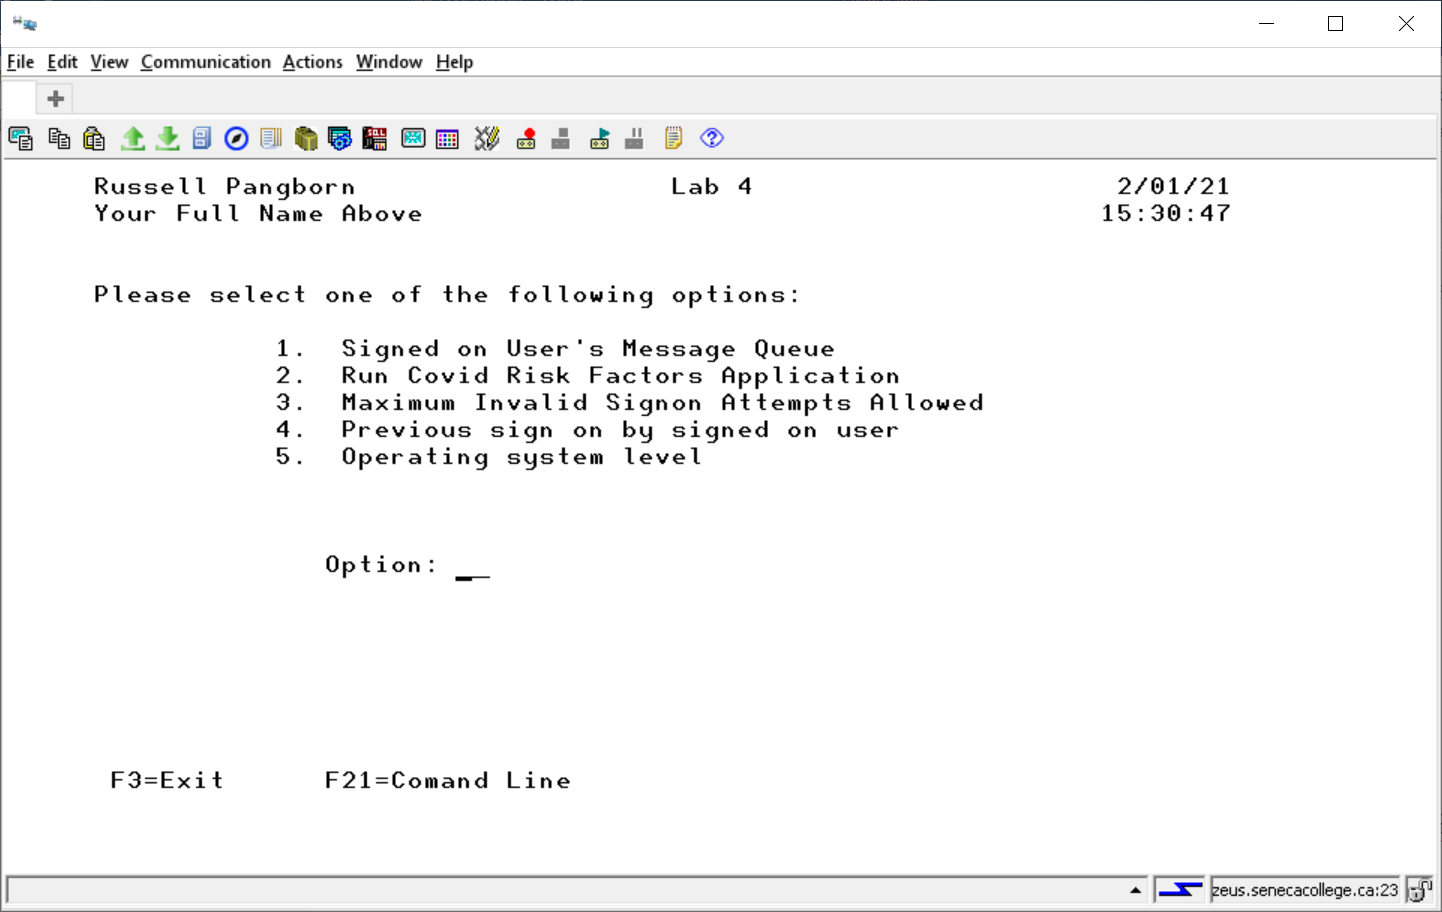 File Edit View Communication Actions Window Help
Russell Pangborn Lab 4 2/01/21
Your Full Name Above 15:30:47
Please select one of the following options:
1. Signed on User's Message Queue
2. Run Covid Risk Factors Application
3. Maximum Invalid Signon Attempts Allowed
4. Previous sign on by signed on user
5. Operating system level
Option: __
F3=Exit F21=Comand Line
zeus.senecacollege.ca:23